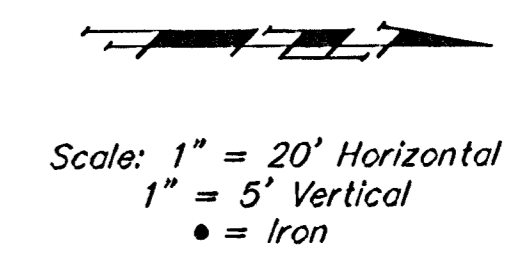 Scale: 1" = 20' Horizontal
1" = 5' Vertical
● = Iron